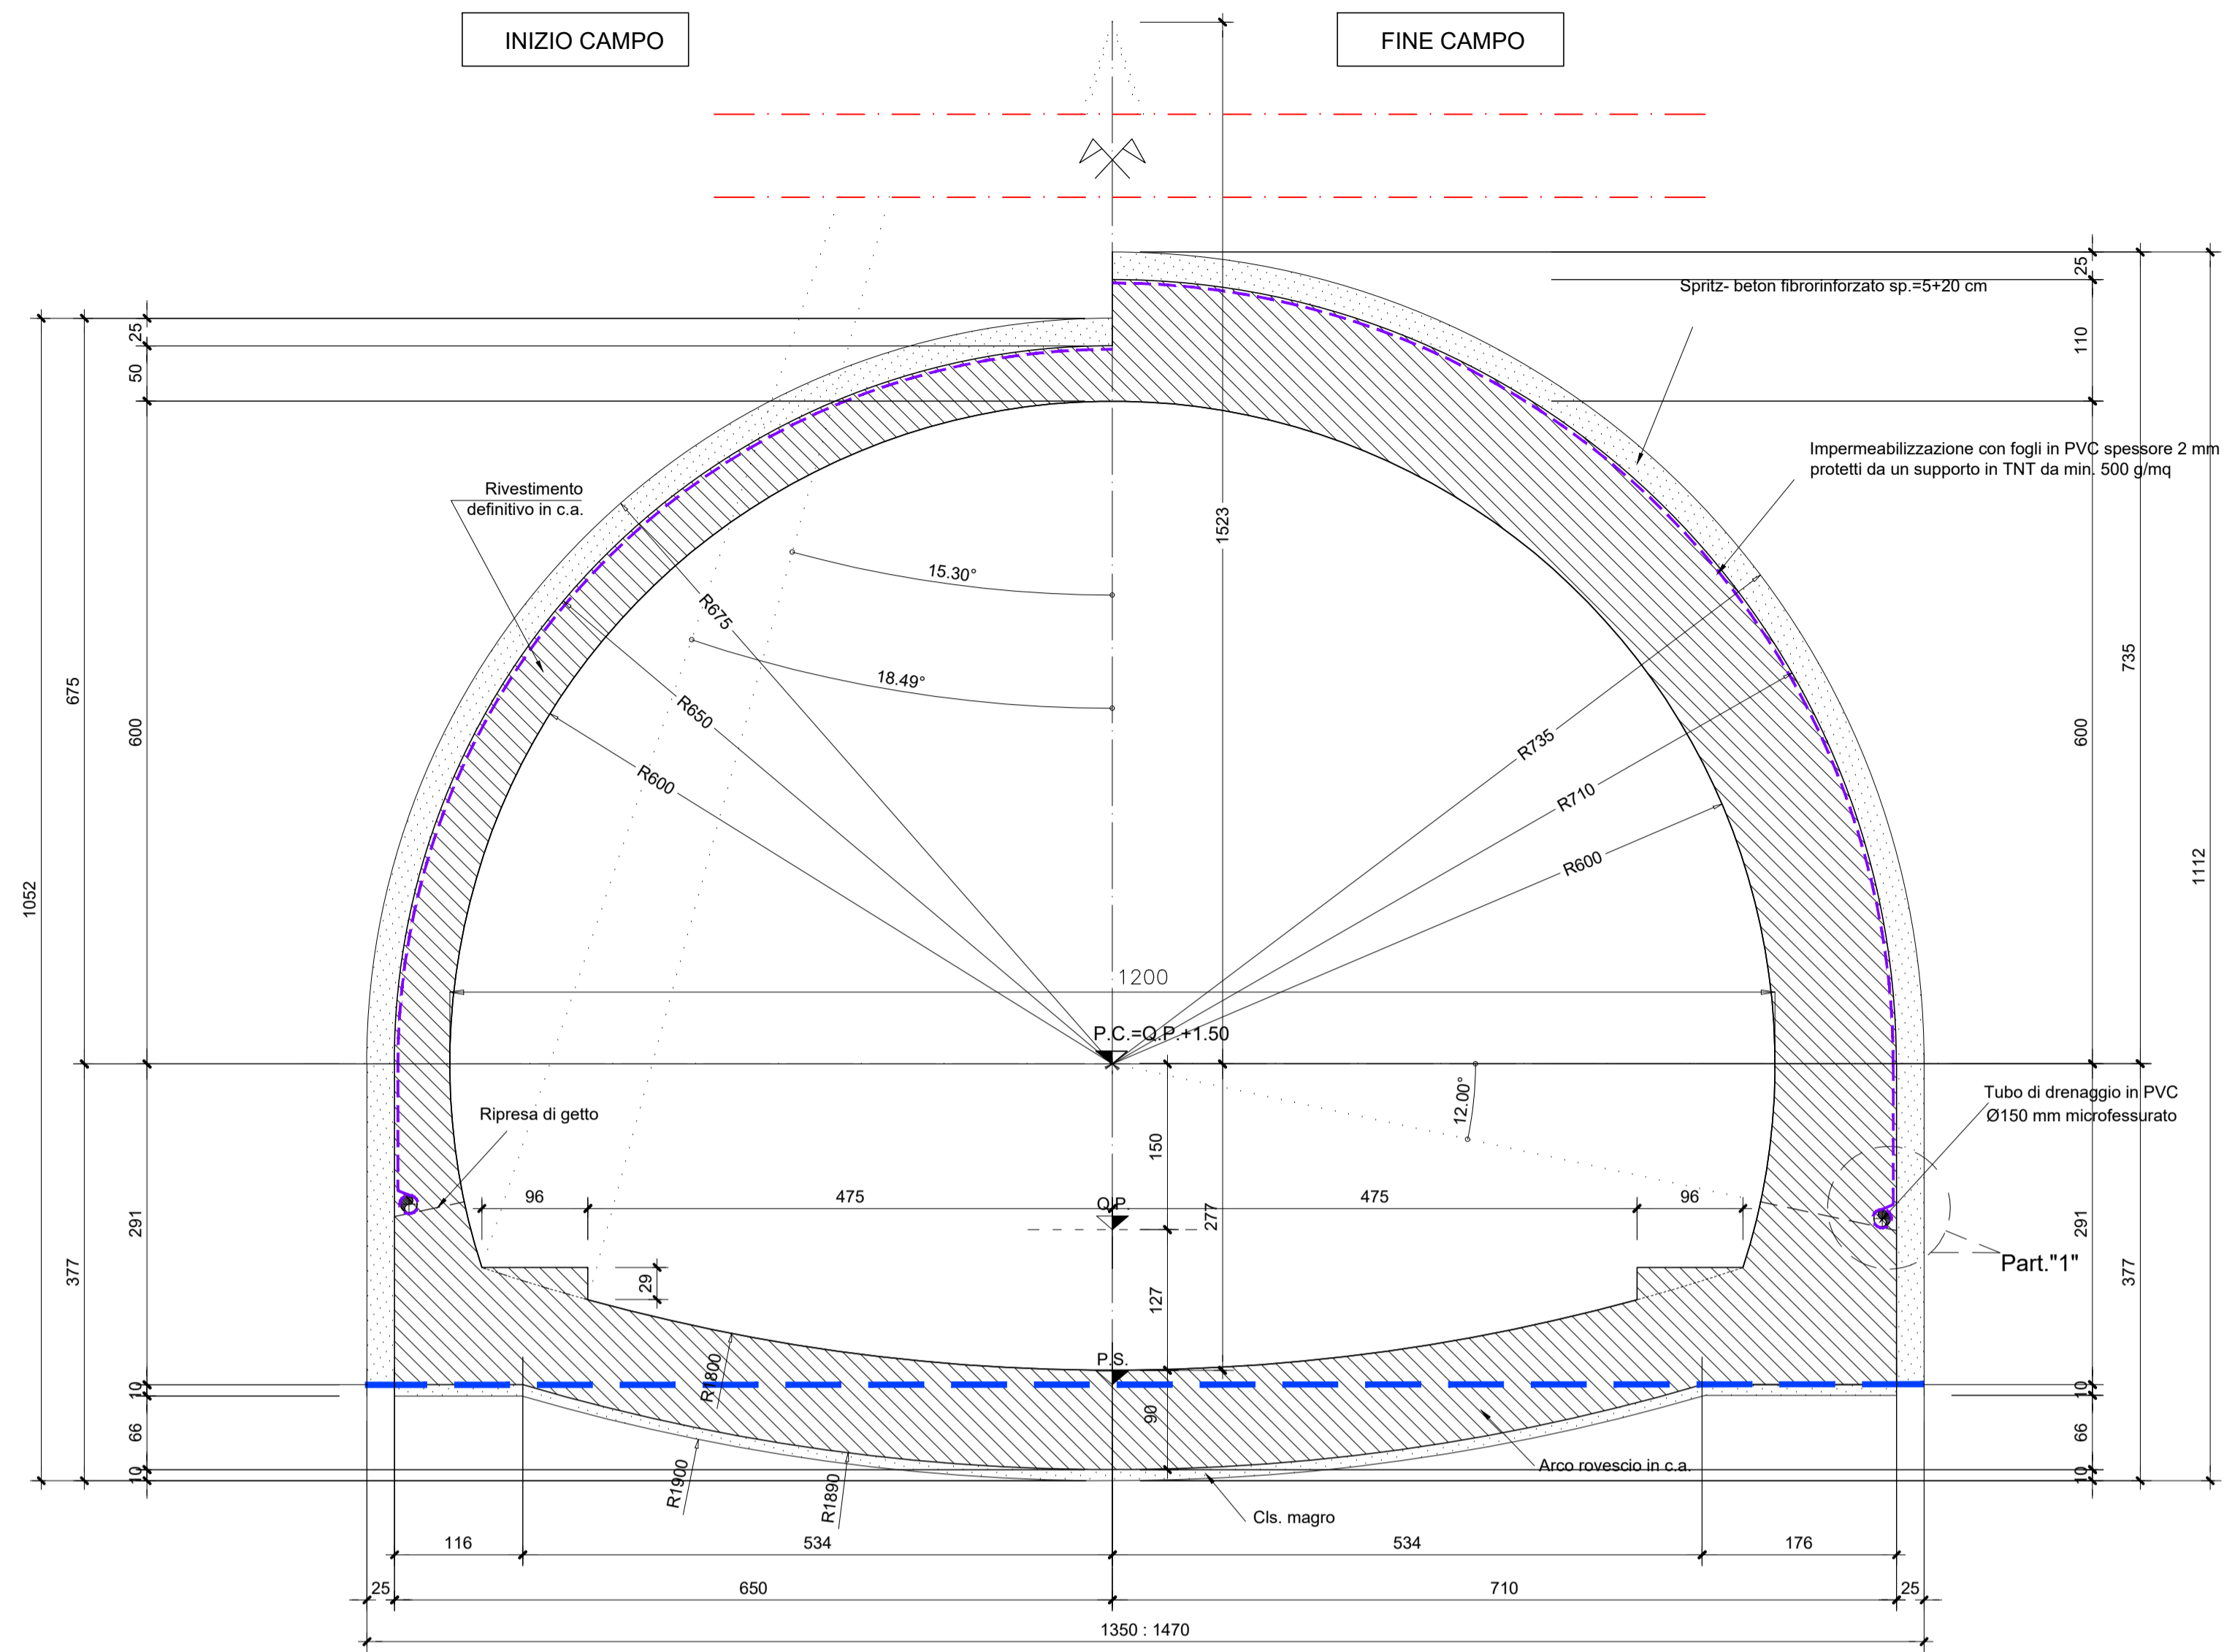 INIZIO CAMPO
FINE CAMPO
Spritz- beton fibrorinforzato sp.=5+20 cm
Impermeabilizzazione con fogli in PVC spessore 2 mm
protetti da un supporto in TNT da min. 500 g/mq
Rivestimento
definitivo in c.a.
25
50
600
675
1052
25
110
600
735
1112
1523
15.30°
18.49°
R675
R650
R600
R735
R710
R600
1200
P.C.=Q.P.+1.50
12.00°
Ripresa di getto
Tubo di drenaggio in PVC
Ø150 mm microfessurato
96
475
Q.P.
475
96
150
277
127
29
291
377
291
377
Part."1"
P.S.
R1800
90
10
66
10
10
66
10
R1900
R1890
Arco rovescio in c.a.
Cls. magro
116
534
534
176
25
650
710
25
1350 : 1470